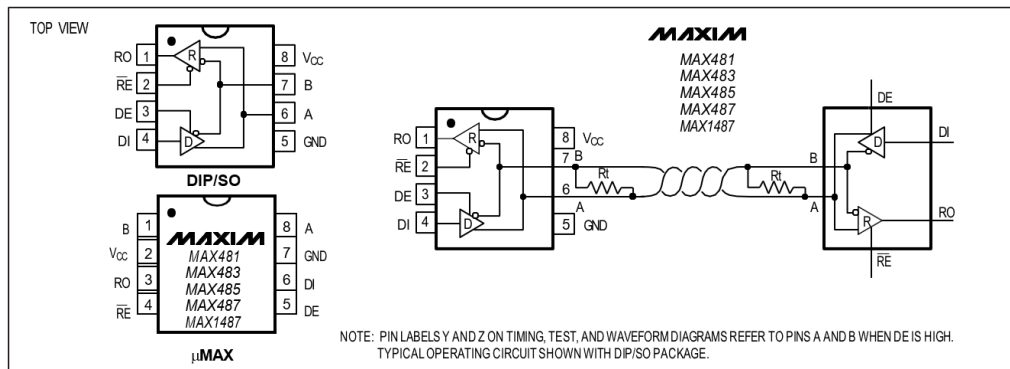 TOP VIEW
RO 1
RE 2
DE 3
DI 4
8 VCC
7 B
6 A
5 GND
R
D
DIP/SO
B 1
VCC 2
RO 3
RE 4
8 A
7 GND
6 DI
5 DE
MAXIM
MAX481
MAX483
MAX485
MAX487
MAX1487
µMAX
MAXIM
MAX481
MAX483
MAX485
MAX487
MAX1487
RO 1
RE 2
DE 3
DI 4
R
D
8 VCC
7 B
6 A
5 GND
Rt
Rt
B
A
DE
D
DI
R
RO
RE
NOTE: PIN LABELS Y AND Z ON TIMING, TEST, AND WAVEFORM DIAGRAMS REFER TO PINS A AND B WHEN DE IS HIGH.
TYPICAL OPERATING CIRCUIT SHOWN WITH DIP/SO PACKAGE.